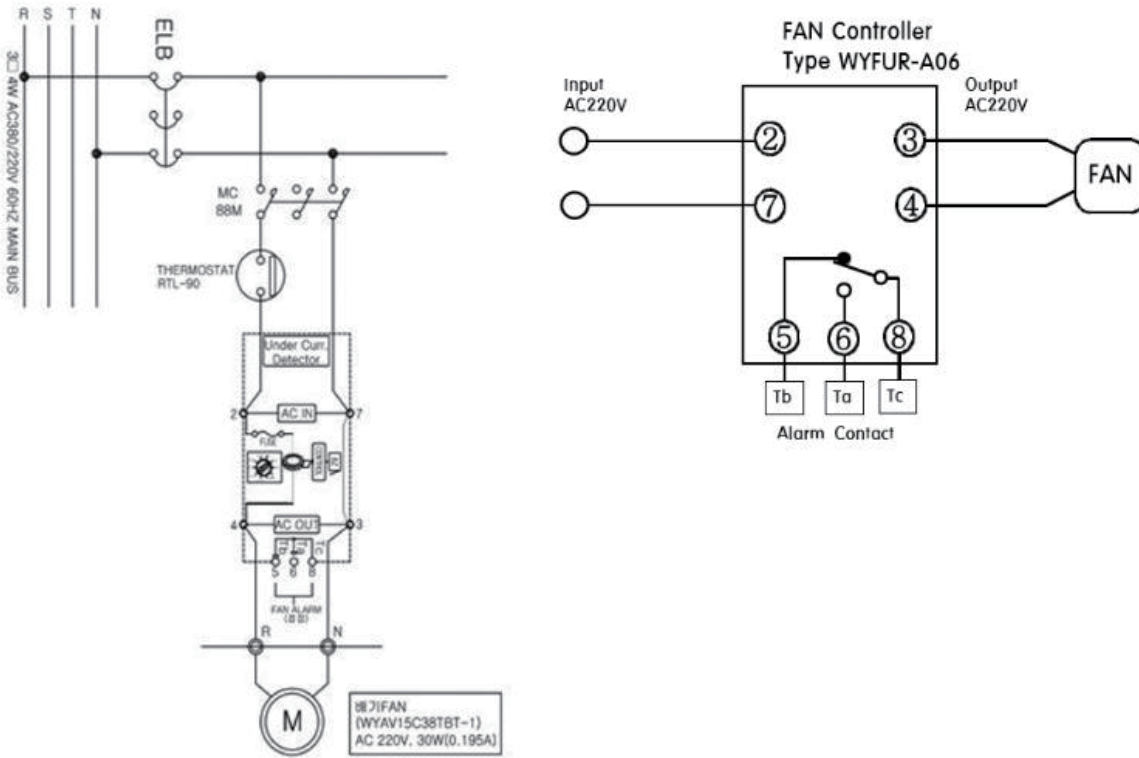 R S T N
ELB
3□ 4W AC380/220V 60HZ MAIN BUS
MC
88M
THERMOSTAT
RTL-90
Under Curr.
Detector
2
AC IN
7
FUSE
CONTROL
4
AC OUT
3
Tb
Ta
Tc
5
8
FAN ALARM
R
N
M
배기FAN
(WYAV15C38TBT-1)
AC 220V, 30W(0.195A)
FAN Controller
Type WYFUR-A06
Input
AC220V
Output
AC220V
②
③
FAN
⑦
④
⑤
⑥
⑧
Tb
Ta
Tc
Alarm Contact